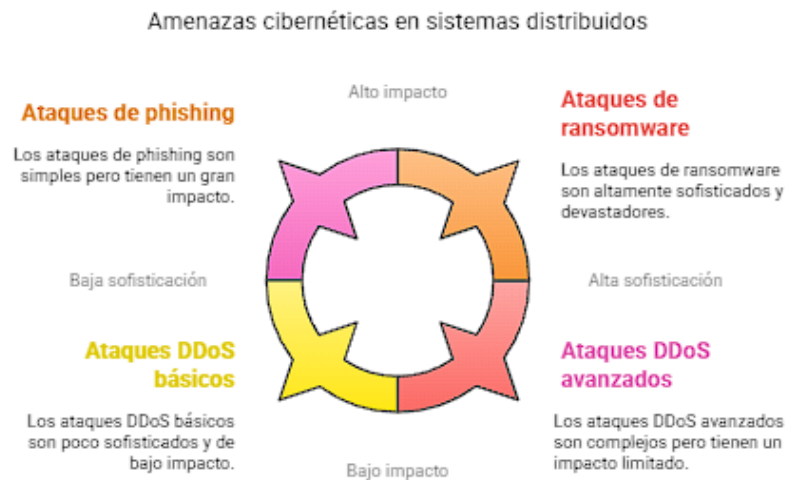 Amenazas cibernéticas en sistemas distribuidos
Alto impacto
Ataques de phishing
Los ataques de phishing son
simples pero tienen un gran
impacto.
Ataques de
ransomware
Los ataques de ransomware
son altamente sofisticados y
devastadores.
Baja sofisticación
Alta sofisticación
Ataques DDoS
básicos
Los ataques DDoS básicos
son poco sofisticados y de
bajo impacto.
Ataques DDoS
avanzados
Los ataques DDoS avanzados
son complejos pero tienen un
impacto limitado.
Bajo impacto